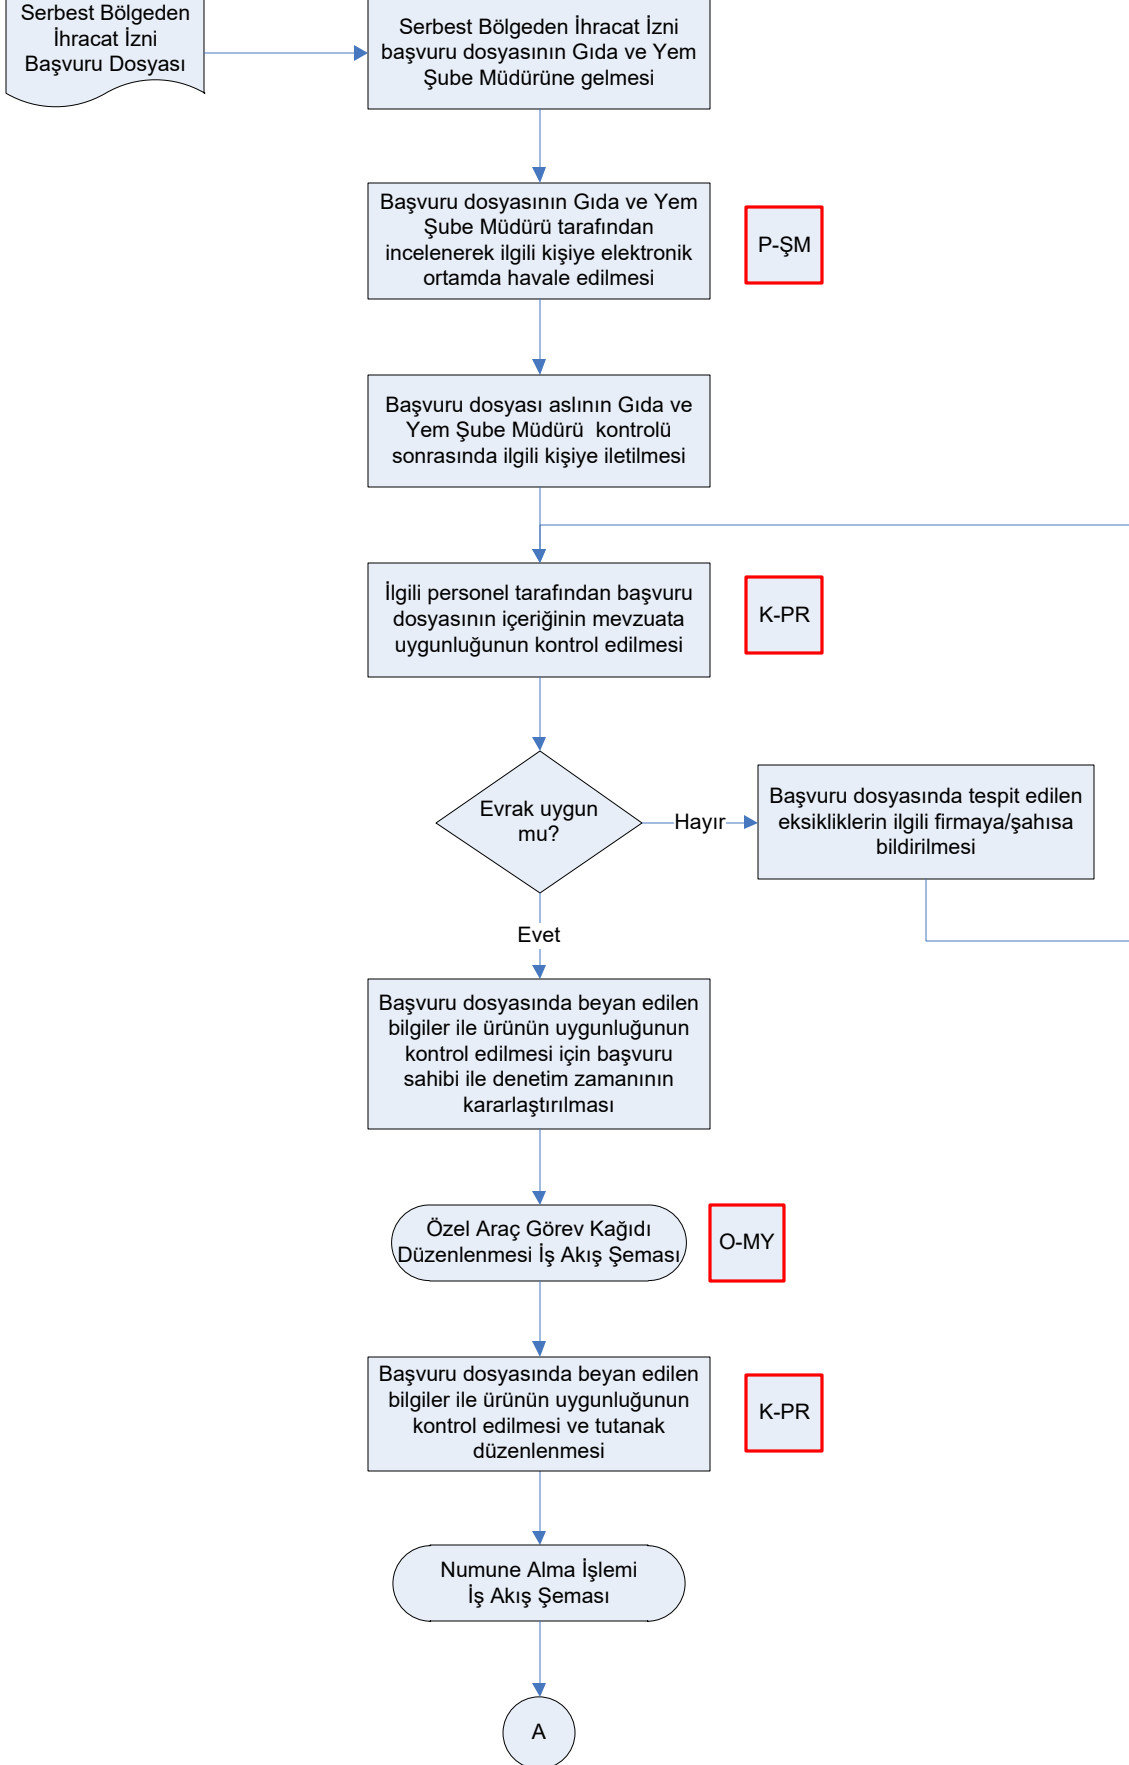 Serbest Bölgeden
İhracat İzni
Başvuru Dosyası
Serbest Bölgeden İhracat İzni
başvuru dosyasının Gıda ve Yem
Şube Müdürüne gelmesi
Başvuru dosyasının Gıda ve Yem
Şube Müdürü tarafından
incelenerek ilgili kişiye elektronik
ortamda havale edilmesi
P-ŞM
Başvuru dosyası aslının Gıda ve
Yem Şube Müdürü  kontrolü
sonrasında ilgili kişiye iletilmesi
İlgili personel tarafından başvuru
dosyasının içeriğinin mevzuata
uygunluğunun kontrol edilmesi
K-PR
Evrak uygun
mu?
Hayır
Başvuru dosyasında tespit edilen
eksikliklerin ilgili firmaya/şahısa
bildirilmesi
Evet
Başvuru dosyasında beyan edilen
bilgiler ile ürünün uygunluğunun
kontrol edilmesi için başvuru
sahibi ile denetim zamanının
kararlaştırılması
Özel Araç Görev Kağıdı
Düzenlenmesi İş Akış Şeması
O-MY
Başvuru dosyasında beyan edilen
bilgiler ile ürünün uygunluğunun
kontrol edilmesi ve tutanak
düzenlenmesi
K-PR
Numune Alma İşlemi
İş Akış Şeması
A